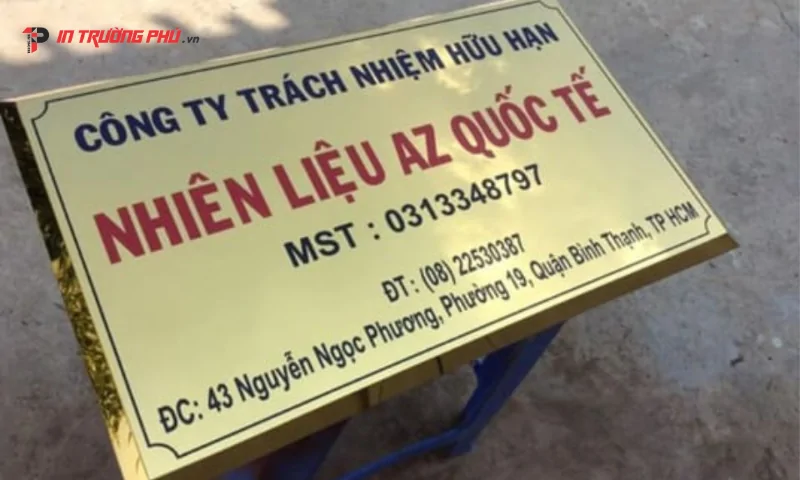 IN TRƯỜNG PHÚ.vn
CÔNG TY TRÁCH NHIỆM HỮU HẠN
NHIÊN LIỆU AZ QUỐC TẾ
MST : 0313348797
ĐT : (08) 22530387
ĐC: 43 Nguyễn Ngọc Phương, Phường 19, Quận Bình Thạnh, TP HCM